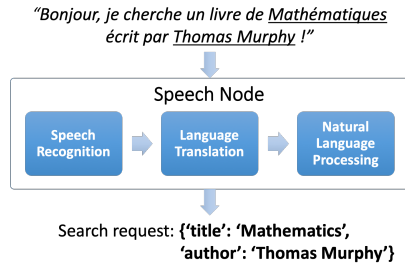 “Bonjour, je cherche un livre de Mathématiques
écrit par Thomas Murphy !”
Speech Node
Speech
Recognition
Language
Translation
Natural
Language
Processing
Search request: {‘title’: ‘Mathematics’,
‘author’: ‘Thomas Murphy’}